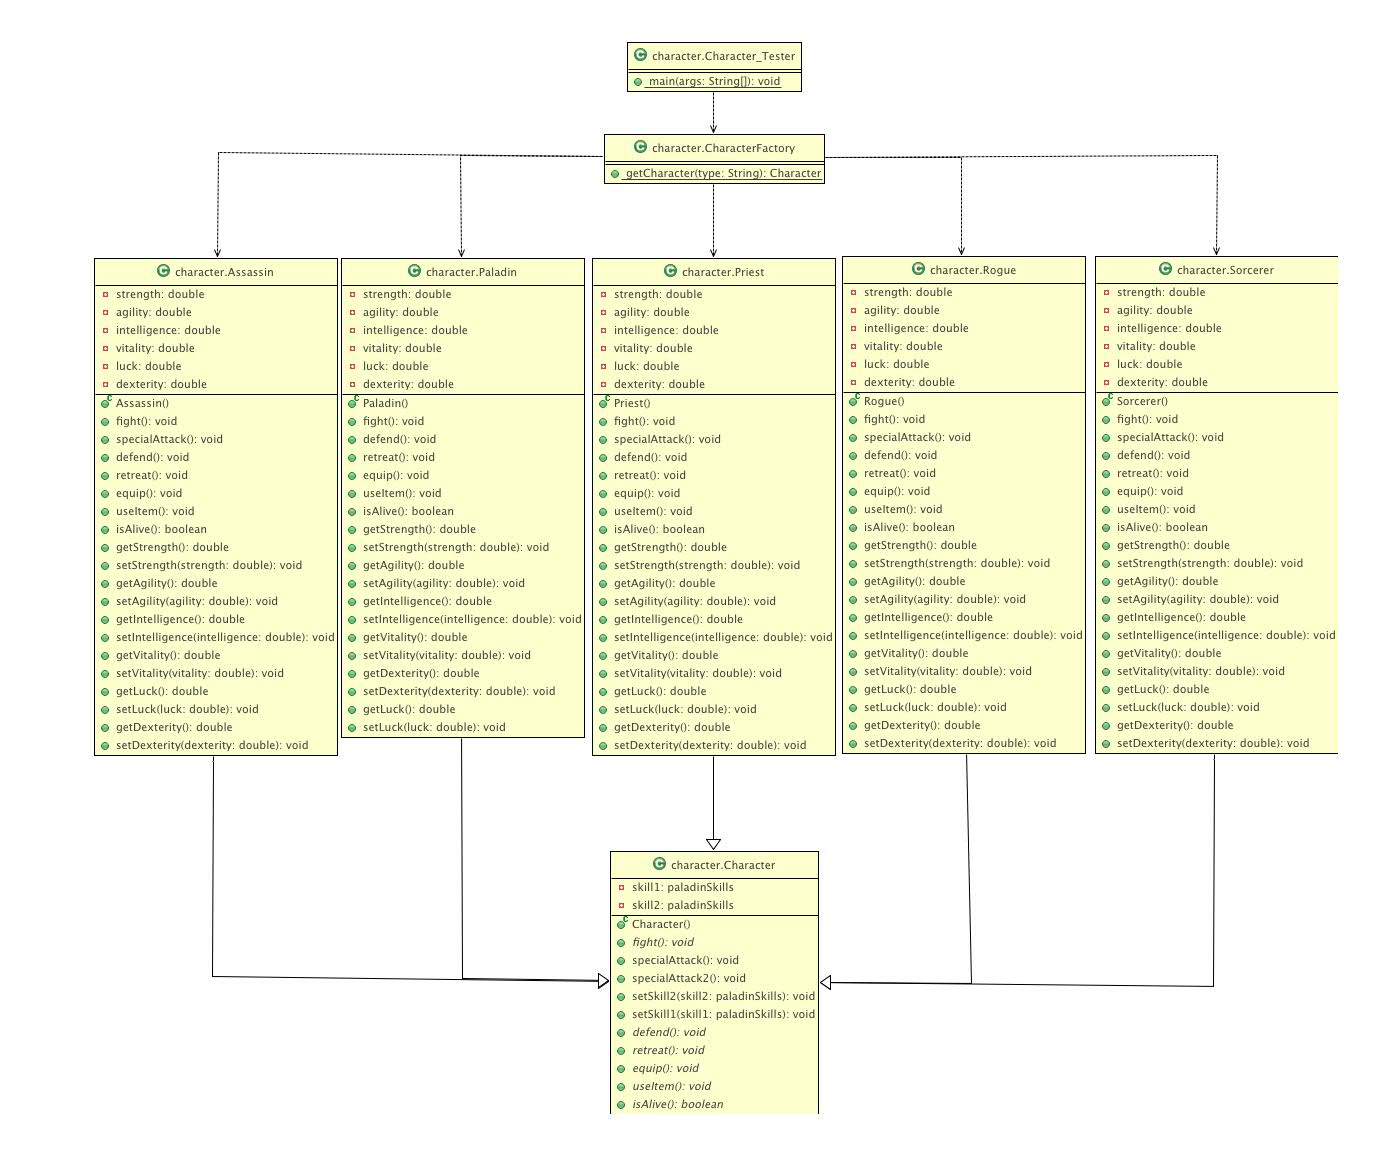 character.Character_Tester
main(args: String[]): void
character.CharacterFactory
getCharacter(type: String): Character
character.Assassin
strength: double
agility: double
intelligence: double
vitality: double
luck: double
dexterity: double
Assassin()
fight(): void
specialAttack(): void
defend(): void
retreat(): void
equip(): void
useItem(): void
isAlive(): boolean
getStrength(): double
setStrength(strength: double): void
getAgility(): double
setAgility(agility: double): void
getIntelligence(): double
setIntelligence(intelligence: double): void
getVitality(): double
setVitality(vitality: double): void
getLuck(): double
setLuck(luck: double): void
getDexterity(): double
setDexterity(dexterity: double): void
character.Paladin
strength: double
agility: double
intelligence: double
vitality: double
luck: double
dexterity: double
Paladin()
fight(): void
defend(): void
retreat(): void
equip(): void
useItem(): void
isAlive(): boolean
getStrength(): double
setStrength(strength: double): void
getAgility(): double
setAgility(agility: double): void
getIntelligence(): double
setIntelligence(intelligence: double): void
getVitality(): double
setVitality(vitality: double): void
getDexterity(): double
setDexterity(dexterity: double): void
getLuck(): double
setLuck(luck: double): void
character.Priest
strength: double
agility: double
intelligence: double
vitality: double
luck: double
dexterity: double
Priest()
fight(): void
specialAttack(): void
defend(): void
retreat(): void
equip(): void
useItem(): void
isAlive(): boolean
getStrength(): double
setStrength(strength: double): void
getAgility(): double
setAgility(agility: double): void
getIntelligence(): double
setIntelligence(intelligence: double): void
getVitality(): double
setVitality(vitality: double): void
getLuck(): double
setLuck(luck: double): void
getDexterity(): double
setDexterity(dexterity: double): void
character.Rogue
strength: double
agility: double
intelligence: double
vitality: double
luck: double
dexterity: double
Rogue()
fight(): void
specialAttack(): void
defend(): void
retreat(): void
equip(): void
useItem(): void
isAlive(): boolean
getStrength(): double
setStrength(strength: double): void
getAgility(): double
setAgility(agility: double): void
getIntelligence(): double
setIntelligence(intelligence: double): void
getVitality(): double
setVitality(vitality: double): void
getLuck(): double
setLuck(luck: double): void
getDexterity(): double
setDexterity(dexterity: double): void
character.Sorcerer
strength: double
agility: double
intelligence: double
vitality: double
luck: double
dexterity: double
Sorcerer()
fight(): void
specialAttack(): void
defend(): void
retreat(): void
equip(): void
useItem(): void
isAlive(): boolean
getStrength(): double
setStrength(strength: double): void
getAgility(): double
setAgility(agility: double): void
getIntelligence(): double
setIntelligence(intelligence: double): void
getVitality(): double
setVitality(vitality: double): void
getLuck(): double
setLuck(luck: double): void
getDexterity(): double
setDexterity(dexterity: double): void
character.Character
skill1: paladinSkills
skill2: paladinSkills
Character()
fight(): void
specialAttack(): void
specialAttack2(): void
setSkill2(skill2: paladinSkills): void
setSkill1(skill1: paladinSkills): void
defend(): void
retreat(): void
equip(): void
useItem(): void
isAlive(): boolean